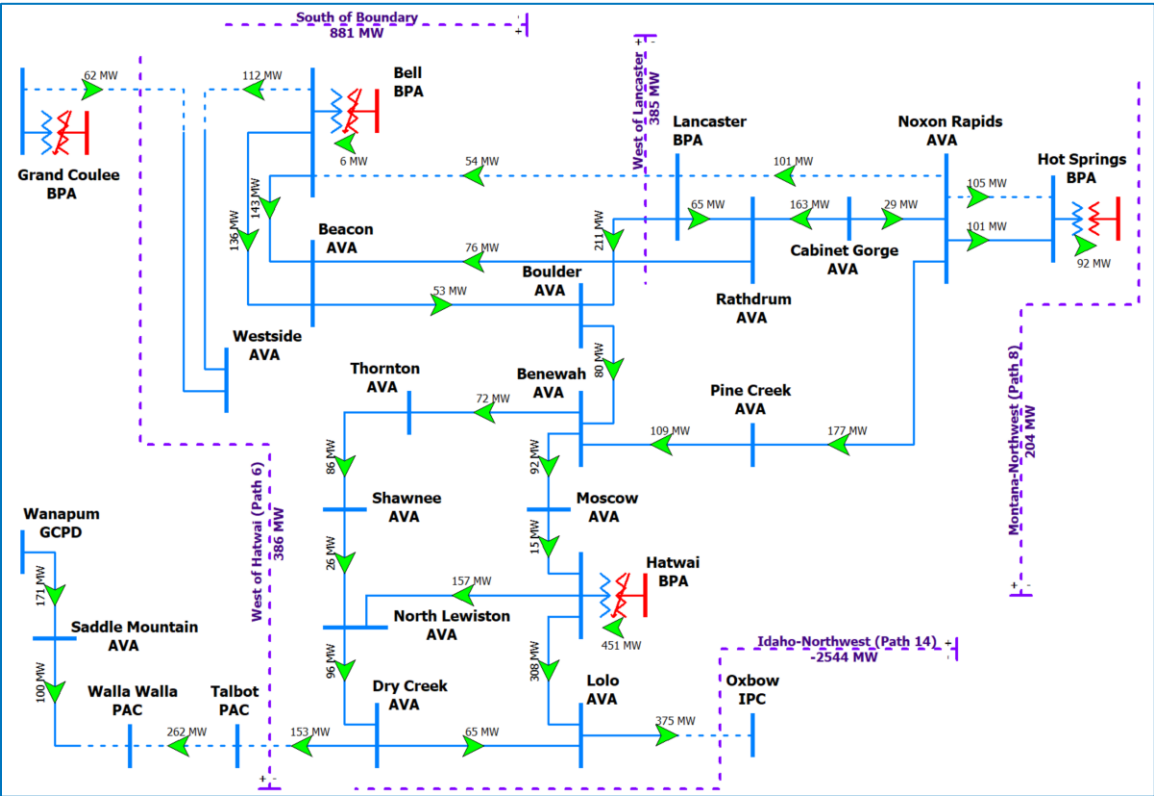 South of Boundary
881 MW
+
-
62 MW
112 MW
Bell
BPA
+
-
West of Lancaster
385 MW
Lancaster
BPA
Noxon Rapids
AVA
Hot Springs
BPA
Grand Coulee
BPA
6 MW
54 MW
101 MW
105 MW
136 MW
143 MW
Beacon
AVA
211 MW
65 MW
163 MW
29 MW
101 MW
Cabinet Gorge
AVA
92 MW
76 MW
Boulder
AVA
53 MW
Rathdrum
AVA
Westside
AVA
Thornton
AVA
Benewah
AVA
80 MW
Pine Creek
AVA
72 MW
109 MW
177 MW
Montana-Northwest (Path 8)
204 MW
86 MW
92 MW
Shawnee
AVA
Moscow
AVA
Wanapum
GCPD
West of Hatwai (Path 6)
386 MW
26 MW
15 MW
Hatwai
BPA
171 MW
157 MW
+
-
Saddle Mountain
AVA
North Lewiston
AVA
451 MW
Idaho-Northwest (Path 14)
-2544 MW
+
-
100 MW
96 MW
308 MW
Walla Walla
PAC
Talbot
PAC
Dry Creek
AVA
Lolo
AVA
Oxbow
IPC
262 MW
153 MW
65 MW
375 MW
+
-